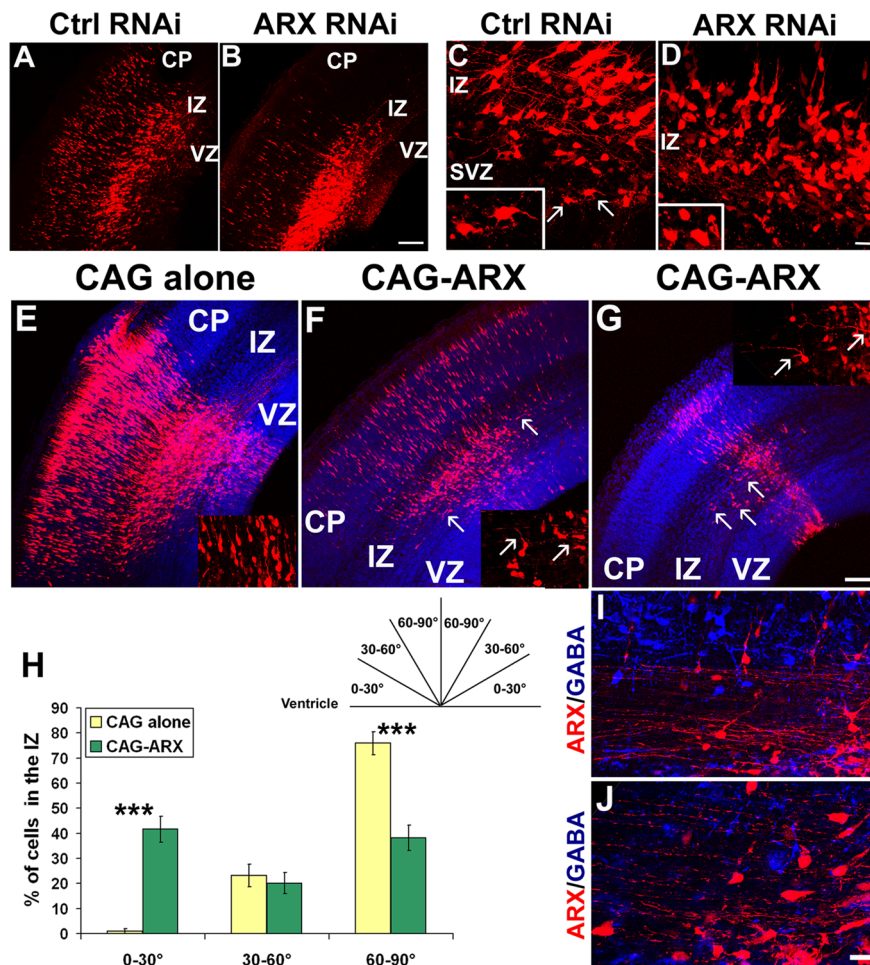 Ctrl RNAi ARX RNAi Ctrl RNAi ARX RNAi
A CP B CP C IZ D
IZ IZ IZ
VZ VZ SVZ
CAG alone CAG-ARX CAG-ARX
E CP F G
IZ
VZ
CP IZ VZ CP IZ VZ
H
60-90° 60-90°
30-60° 30-60°
0-30° 0-30°
Ventricle
CAG alone
CAG-ARX
% of cells in the IZ
90
80
70
60
50
40
30
20
10
0
*** ***
0-30° 30-60° 60-90°
I ARX/GABA
J ARX/GABA